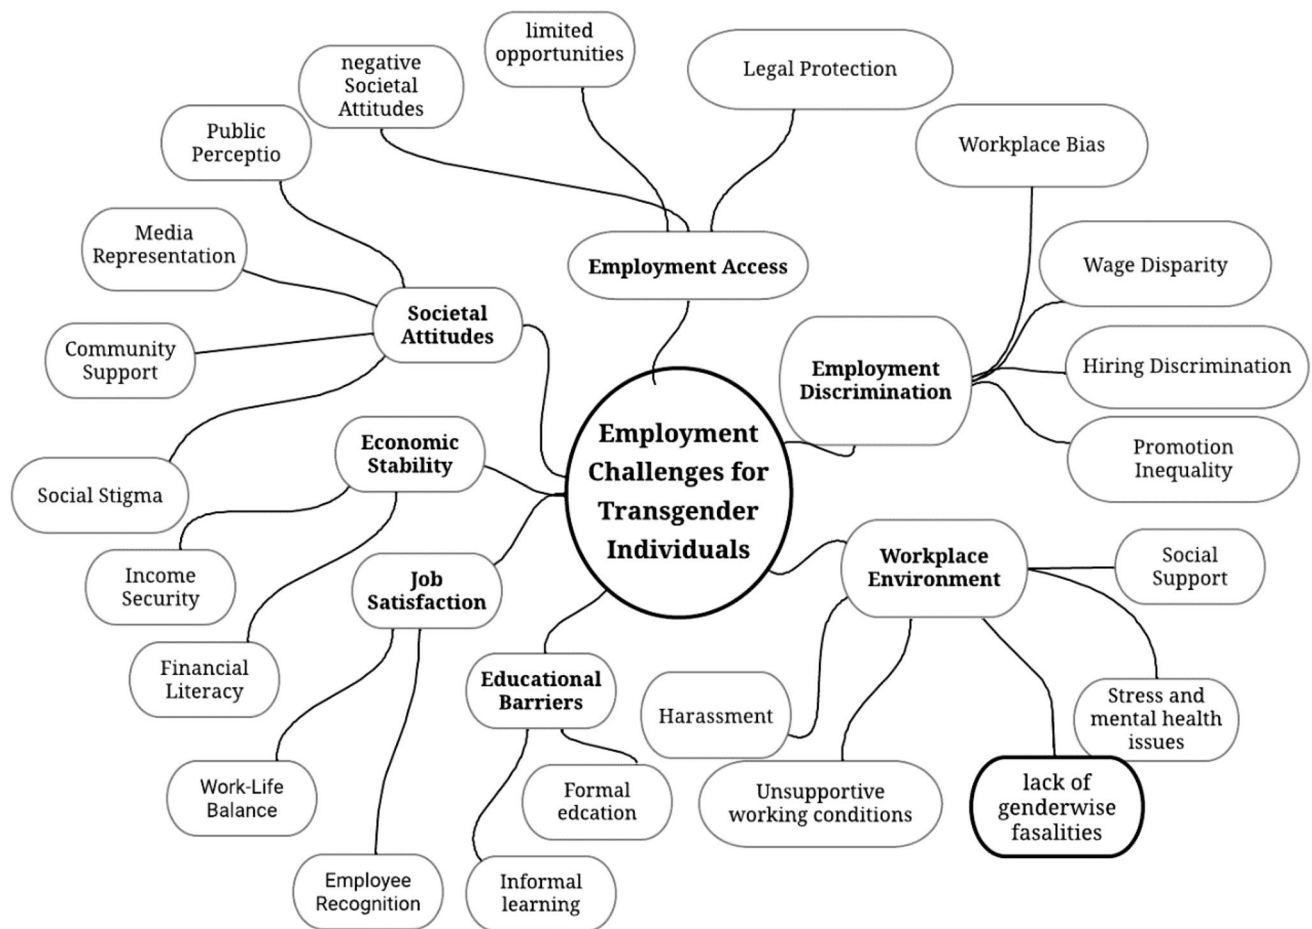 limited
opportunities
Legal Protection
negative
Societal
Attitudes
Public
Perceptio
Workplace Bias
Media
Representation
Employment Access
Wage Disparity
Societal
Attitudes
Community
Support
Employment
Discrimination
Hiring Discrimination
Promotion
Inequality
Economic
Stability
Employment
Challenges for
Transgender
Individuals
Social Stigma
Income
Security
Job
Satisfaction
Workplace
Environment
Social
Support
Financial
Literacy
Educational
Barriers
Harassment
Stress and
mental health
issues
Work-Life
Balance
Formal
edcation
Unsupportive
working conditions
lack of
genderwise
fasalities
Employee
Recognition
Informal
learning